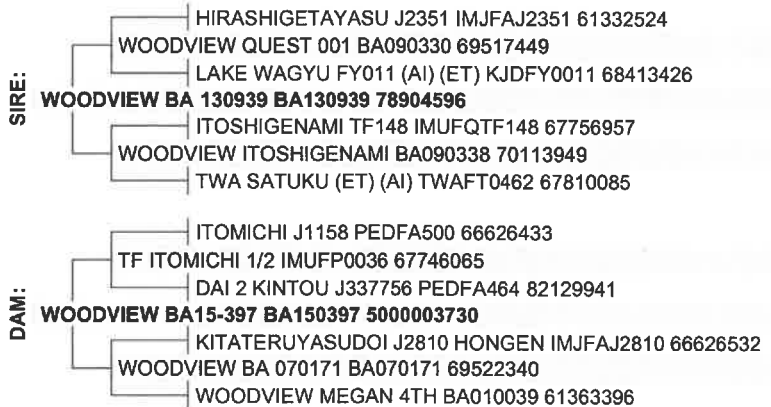 SIRE:
HIRASHIGETAYASU J2351 IMJFAJ2351 61332524
WOODVIEW QUEST 001 BA090330 69517449
LAKE WAGYU FY011 (AI) (ET) KJDFY0011 68413426
WOODVIEW BA 130939 BA130939 78904596
ITOSHIGENAMI TF148 IMUFQTF148 67756957
WOODVIEW ITOSHIGENAMI BA090338 70113949
TWA SATUKU (ET) (AI) TWAFT0462 67810085
DAM:
ITOMICHI J1158 PEDFA500 66626433
TF ITOMICHI 1/2 IMUFP0036 67746065
DAI 2 KINTOU J337756 PEDFA464 82129941
WOODVIEW BA15-397 BA150397 5000003730
KITATERUYASUDOI J2810 HONGEN IMJFAJ2810 66626532
WOODVIEW BA 070171 BA070171 69522340
WOODVIEW MEGAN 4TH BA010039 61363396